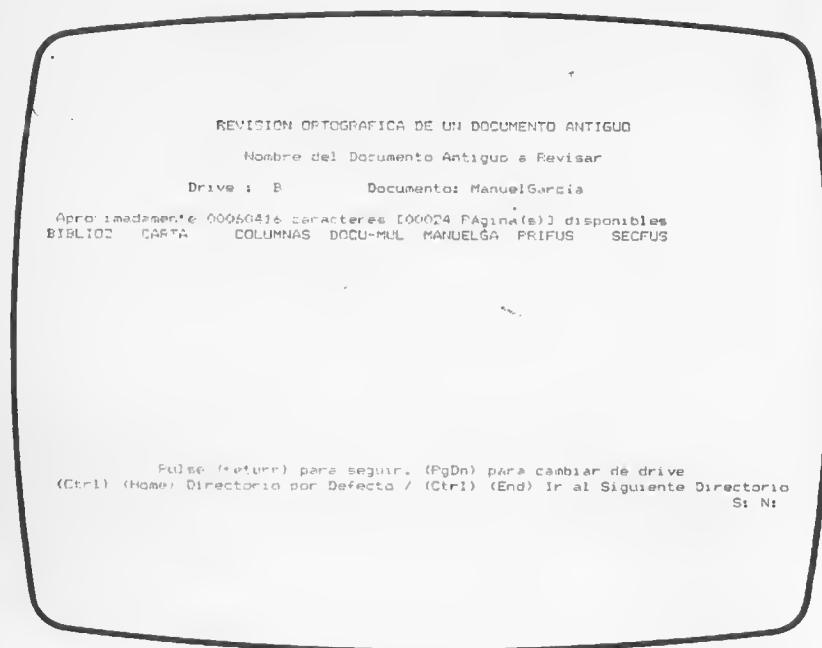 REVISION ORTOGRAFICA DE UN DOCUMENTO ANTIGUO
Nombre del Documento Antiguo a Revisar
Drive : B Documento: ManuelGarcia
Aproximadamente 00060416 caracteres [00024 PAgina(s)] disponibles
BIBLIO2 CARTA COLUMNAS DOCU-MUL MANUELGA PRIFUS SECFUS
Pulse (return) para seguir. (PgDn) para cambiar de drive
(Ctrl) (Home) Directorio por Defecto / (Ctrl) (End) Ir al Siguiente Directorio
S: N: